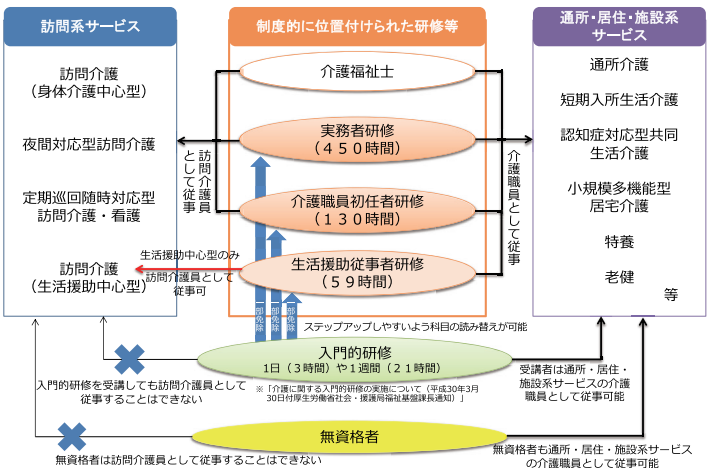 訪問系サービス
訪問介護
（身体介護中心型）
夜間対応型訪問介護
定期巡回随時対応型
訪問介護・看護
訪問介護
（生活援助中心型）
訪問介護員
として従事
生活援助中心型のみ
訪問介護員として
従事可
制度的に位置付けられた研修等
介護福祉士
実務者研修
（４５０時間）
介護職員初任者研修
（１３０時間）
生活援助従事者研修
（５９時間）
介護職員として従事
通所・居住・施設系
サービス
通所介護
短期入所生活介護
認知症対応型共同
生活介護
小規模多機能型
居宅介護
特養
老健
等
一部免除
一部免除
一部免除
ステップアップしやすいよう科目の読み替えが可能
入門的研修
1日（３時間）や１週間（２１時間）
※「介護に関する入門的研修の実施について（平成30年3月
30日付厚生労働省社会・援護局福祉基盤課長通知）」
入門的研修を受講しても訪問介護員として
従事することはできない
受講者は通所・居住・
施設系サービスの介護
職員として従事可能
無資格者
無資格者は訪問介護員として従事することはできない
無資格者も通所・居住・施設系サービス
の介護職員として従事可能